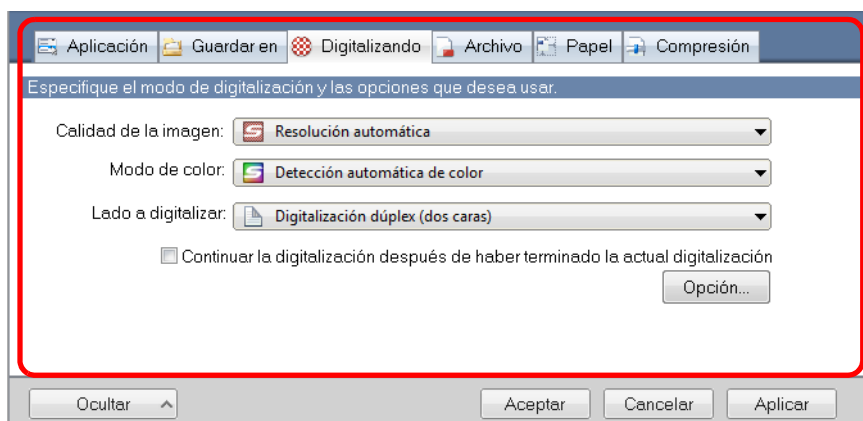 Aplicación Guardar en Digitalizando Archivo Papel Compresión
Especifique el modo de digitalización y las opciones que desea usar.
Calidad de la imagen: Resolución automática
Modo de color: Detección automática de color
Lado a digitalizar: Digitalización dúplex (dos caras)
Continuar la digitalización después de haber terminado la actual digitalización
Opción...
Ocultar Aceptar Cancelar Aplicar